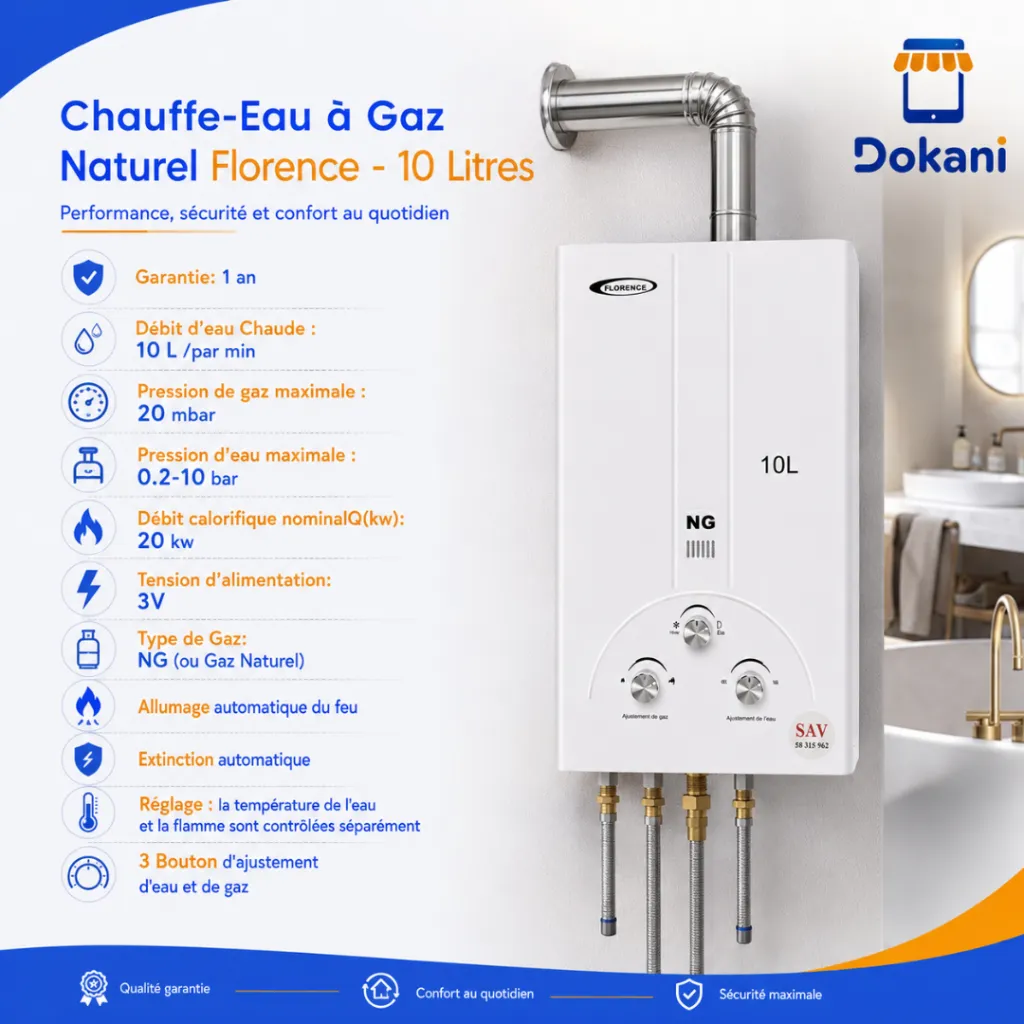 Chauffe-Eau à Gaz
Naturel Florence - 10 Litres
Performance, sécurité et confort au quotidien
Garantie: 1 an
Débit d'eau Chaude :
10 L /par min
Pression de gaz maximale :
20 mbar
Pression d'eau maximale :
0.2-10 bar
Débit calorifique nominalQ(kw):
20 kw
Tension d'alimentation:
3V
Type de Gaz:
NG (ou Gaz Naturel)
Allumage automatique du feu
Extinction automatique
Réglage : la température de l'eau
et la flamme sont contrôlées séparément
3 Bouton d'ajustement
d'eau et de gaz
Dokani
FLORENCE
10L
NG
Ajustement de gaz
Ajustement de l'eau
SAV
58 315 962
Qualité garantie
Confort au quotidien
Sécurité maximale